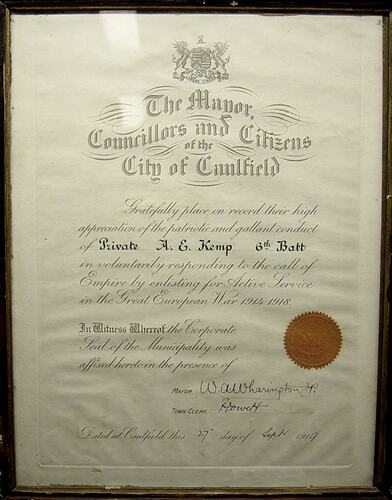 The Mayor,
Councillors and Citizens
of the
City of Caulfield
Gratefully place on record their high
appreciation of the patriotic and gallant conduct
of Private A. E. Kemp 6th Batt
in voluntarily responding to the call of
Empire by enlisting for Active Service
in the Great European War 1914-1918.
In Witness Whereof the Corporate
Seal of the Municipality was
affixed hereto in the presence of
MAYOR W. A. Wharington J.P.
TOWN CLERK
Dated at Caulfield this 27 day of Sept 1919